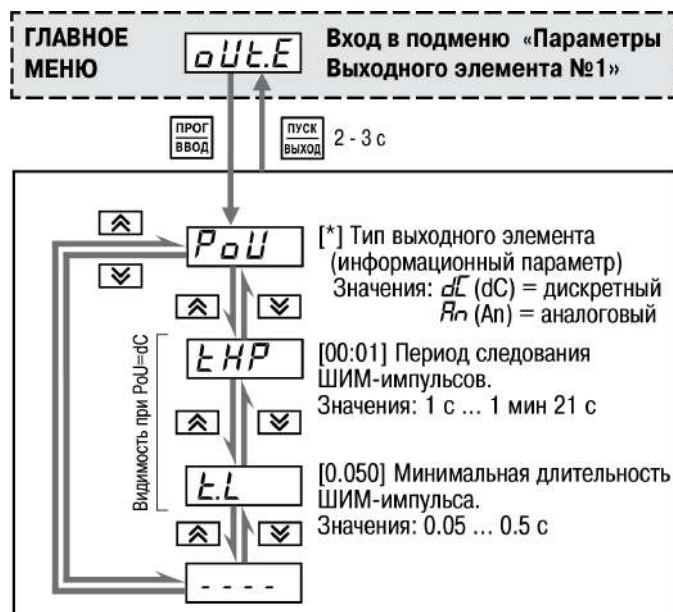 ГЛАВНОЕ
МЕНЮ
oUt.E
Вход в подменю «Параметры
Выходного элемента №1»
ПРОГ
ВВОД
ПУСК
ВЫХОД
2 - 3 с
PoU
[*] Тип выходного элемента
(информационный параметр)
Значения: dC (dC) = дискретный
An (An) = аналоговый
Видимость при PoU=dC
tHP
[00:01] Период следования
ШИМ-импульсов.
Значения: 1 с ... 1 мин 21 с
t.L
[0.050] Минимальная длительность
ШИМ-импульса.
Значения: 0.05 ... 0.5 с
- - - -